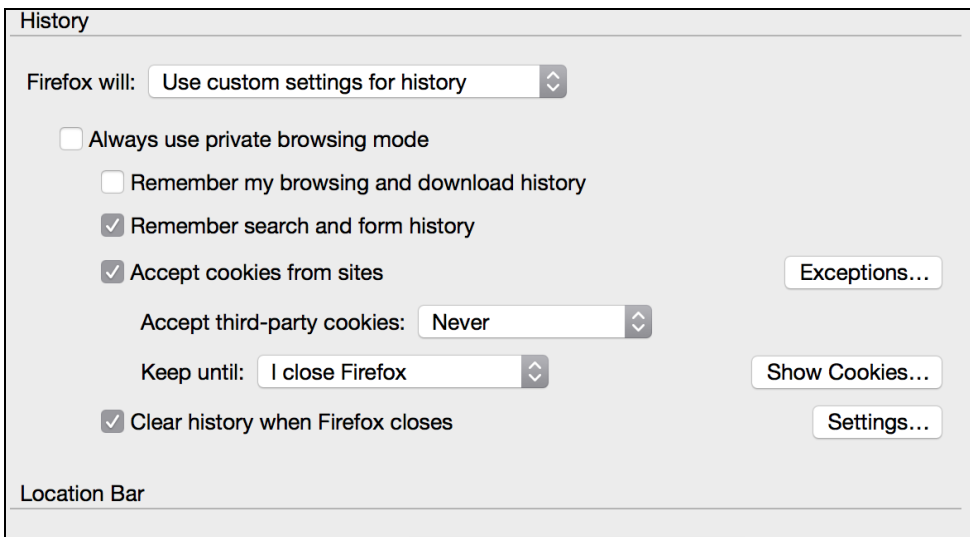 History
Firefox will: Use custom settings for history
Always use private browsing mode
Remember my browsing and download history
Remember search and form history
Accept cookies from sites Exceptions...
Accept third-party cookies: Never
Keep until: I close Firefox Show Cookies...
Clear history when Firefox closes Settings...
Location Bar